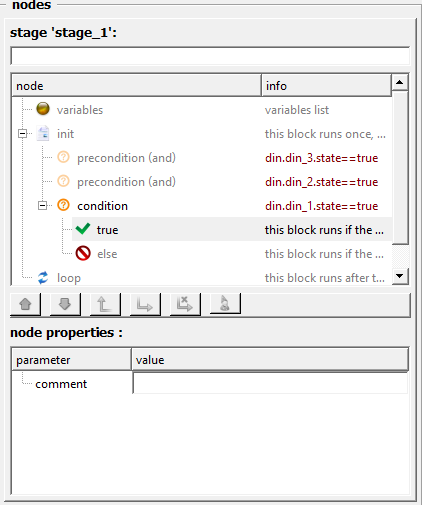 nodes
stage 'stage_1':
node info
variables variables list
init this block runs once, ...
precondition (and) din.din_3.state==true
precondition (and) din.din_2.state==true
condition din.din_1.state==true
true this block runs if the ...
else this block runs if the ...
loop this block runs after t...
node properties :
parameter value
comment